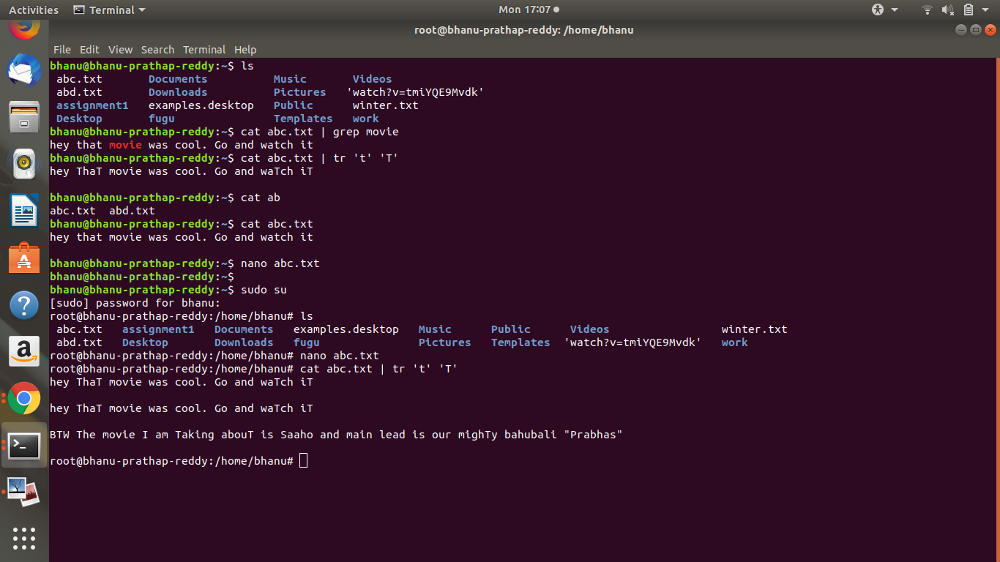 Activities Terminal Mon 17:07
root@bhanu-prathap-reddy: /home/bhanu
File Edit View Search Terminal Help
bhanu@bhanu-prathap-reddy:~$ ls
abc.txt Documents Music Videos
abd.txt Downloads Pictures 'watch?v=tmiYQE9Mvdk'
assignment1 examples.desktop Public winter.txt
Desktop fugu Templates work
bhanu@bhanu-prathap-reddy:~$ cat abc.txt | grep movie
hey that movie was cool. Go and watch it
bhanu@bhanu-prathap-reddy:~$ cat abc.txt | tr 't' 'T'
hey ThaT movie was cool. Go and waTch iT
bhanu@bhanu-prathap-reddy:~$ cat ab
abc.txt abd.txt
bhanu@bhanu-prathap-reddy:~$ cat abc.txt
hey that movie was cool. Go and watch it
bhanu@bhanu-prathap-reddy:~$ nano abc.txt
bhanu@bhanu-prathap-reddy:~$
bhanu@bhanu-prathap-reddy:~$ sudo su
[sudo] password for bhanu:
root@bhanu-prathap-reddy:/home/bhanu# ls
abc.txt assignment1 Documents examples.desktop Music Public Videos winter.txt
abd.txt Desktop Downloads fugu Pictures Templates 'watch?v=tmiYQE9Mvdk' work
root@bhanu-prathap-reddy:/home/bhanu# nano abc.txt
root@bhanu-prathap-reddy:/home/bhanu# cat abc.txt | tr 't' 'T'
hey ThaT movie was cool. Go and waTch iT
hey ThaT movie was cool. Go and waTch iT
BTW The movie I am Taking abouT is Saaho and main lead is our mighTy bahubali "Prabhas"
root@bhanu-prathap-reddy:/home/bhanu#